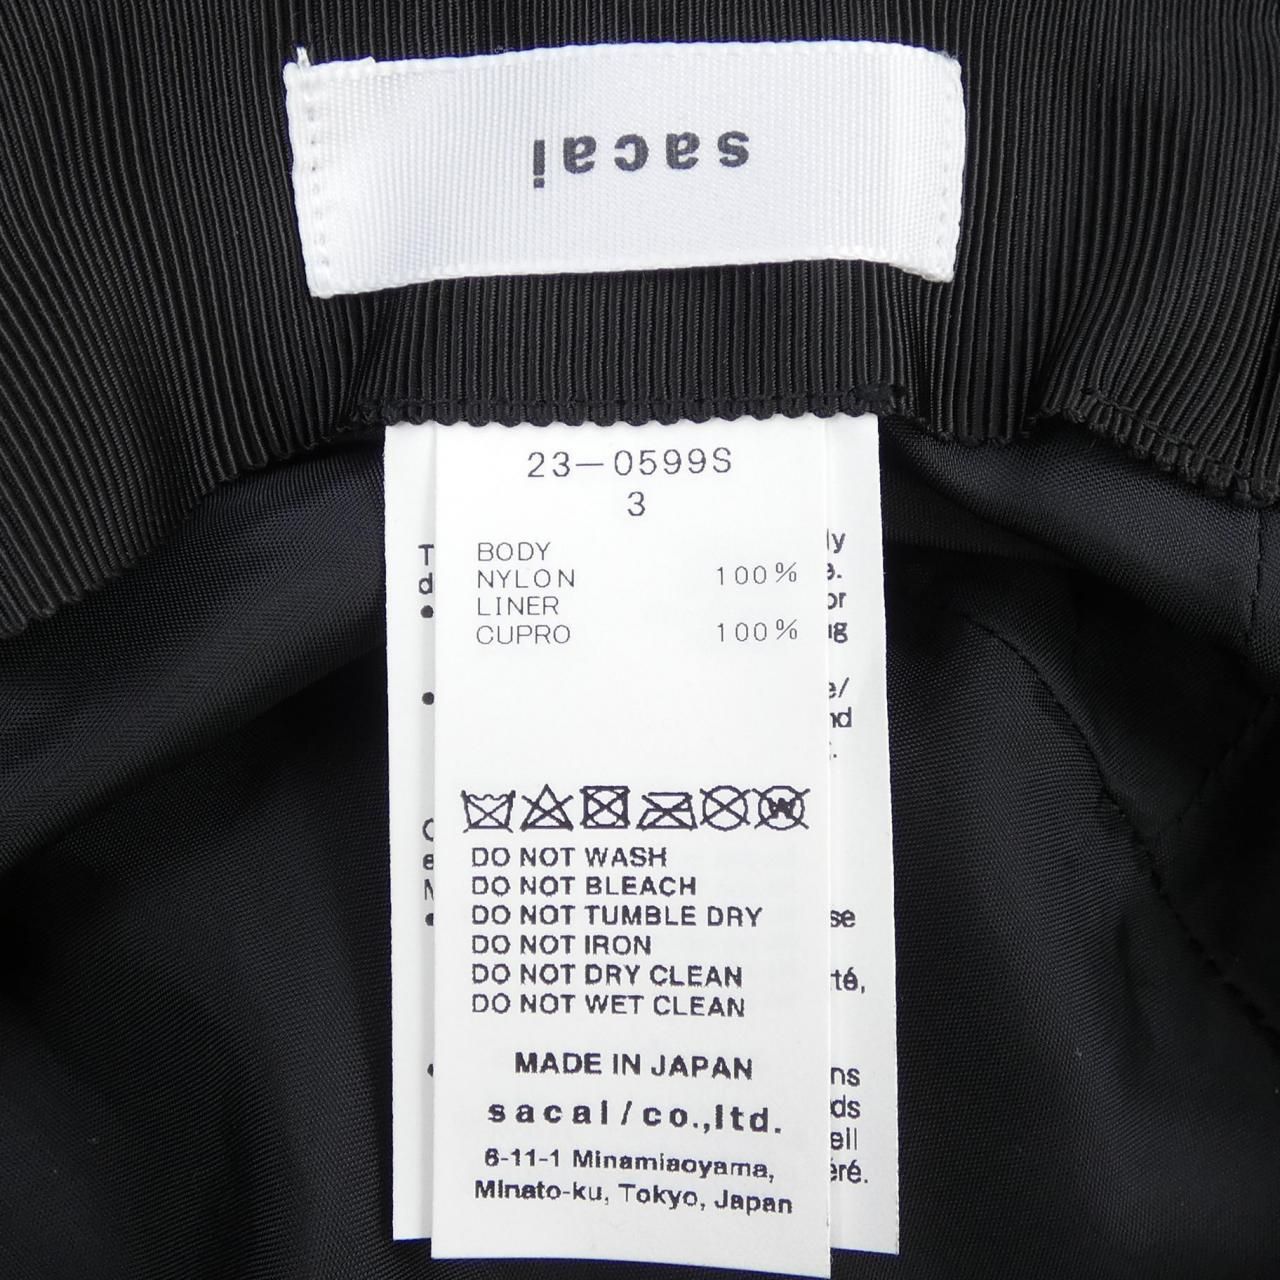 sacai
23-0599S
3
BODY
NYLON 100%
LINER
CUPRO 100%
DO NOT WASH
DO NOT BLEACH
DO NOT TUMBLE DRY
DO NOT IRON
DO NOT DRY CLEAN
DO NOT WET CLEAN
MADE IN JAPAN
sacai/co.,ltd.
6-11-1 Minamiaoyama,
Minato-ku, Tokyo, Japan